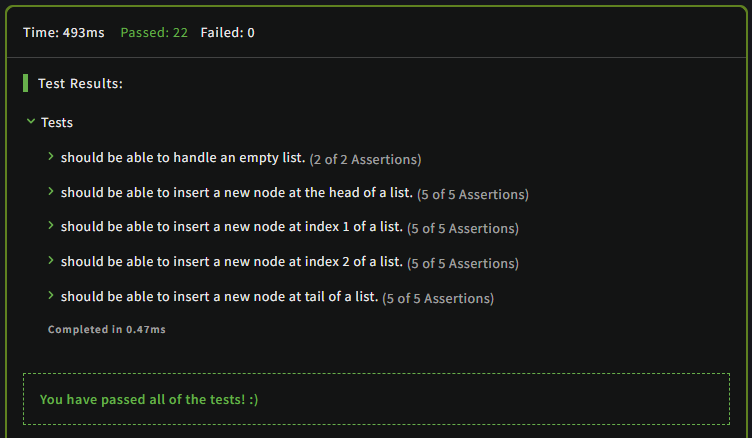 Time: 493ms Passed: 22 Failed: 0
Test Results:
Tests
should be able to handle an empty list. (2 of 2 Assertions)
should be able to insert a new node at the head of a list. (5 of 5 Assertions)
should be able to insert a new node at index 1 of a list. (5 of 5 Assertions)
should be able to insert a new node at index 2 of a list. (5 of 5 Assertions)
should be able to insert a new node at tail of a list. (5 of 5 Assertions)
Completed in 0.47ms
You have passed all of the tests! :)